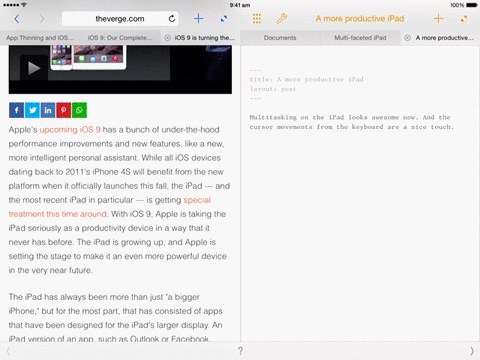 9:41 am
100%
theverge.com
A more productive iPad
App Thinning and iOS...
iOS 9: Our Complete...
iOS 9 is turning the...
Documents
Multi-faceted iPad
A more productive...
Apple's upcoming iOS 9 has a bunch of under-the-hood
performance improvements and new features, like a new,
more intelligent personal assistant. While all iOS devices
dating back to 2011's iPhone 4S will benefit from the new
platform when it officially launches this fall, the iPad — and
the most recent iPad in particular — is getting special
treatment this time around. With iOS 9, Apple is taking the
iPad seriously as a productivity device in a way that it
never has before. The iPad is growing up, and Apple is
setting the stage to make it an even more powerful device
in the very near future.
The iPad has always been more than just "a bigger
iPhone," but for the most part, that has consisted of apps
that have been designed for the iPad's larger display. An
iPad version of an app, such as Outlook or Facebook,
---
title: A more productive iPad
layout: post
---
Multitasking on the iPad looks awesome now. And the
cursor movements from the keyboard are a nice touch.
?